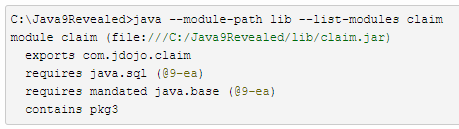 C:\Java9Revealed>java --module-path lib --list-modules claim
module claim (file:///C:/Java9Revealed/lib/claim.jar)
  exports com.jdojo.claim
  requires java.sql (@9-ea)
  requires mandated java.base (@9-ea)
  contains pkg3